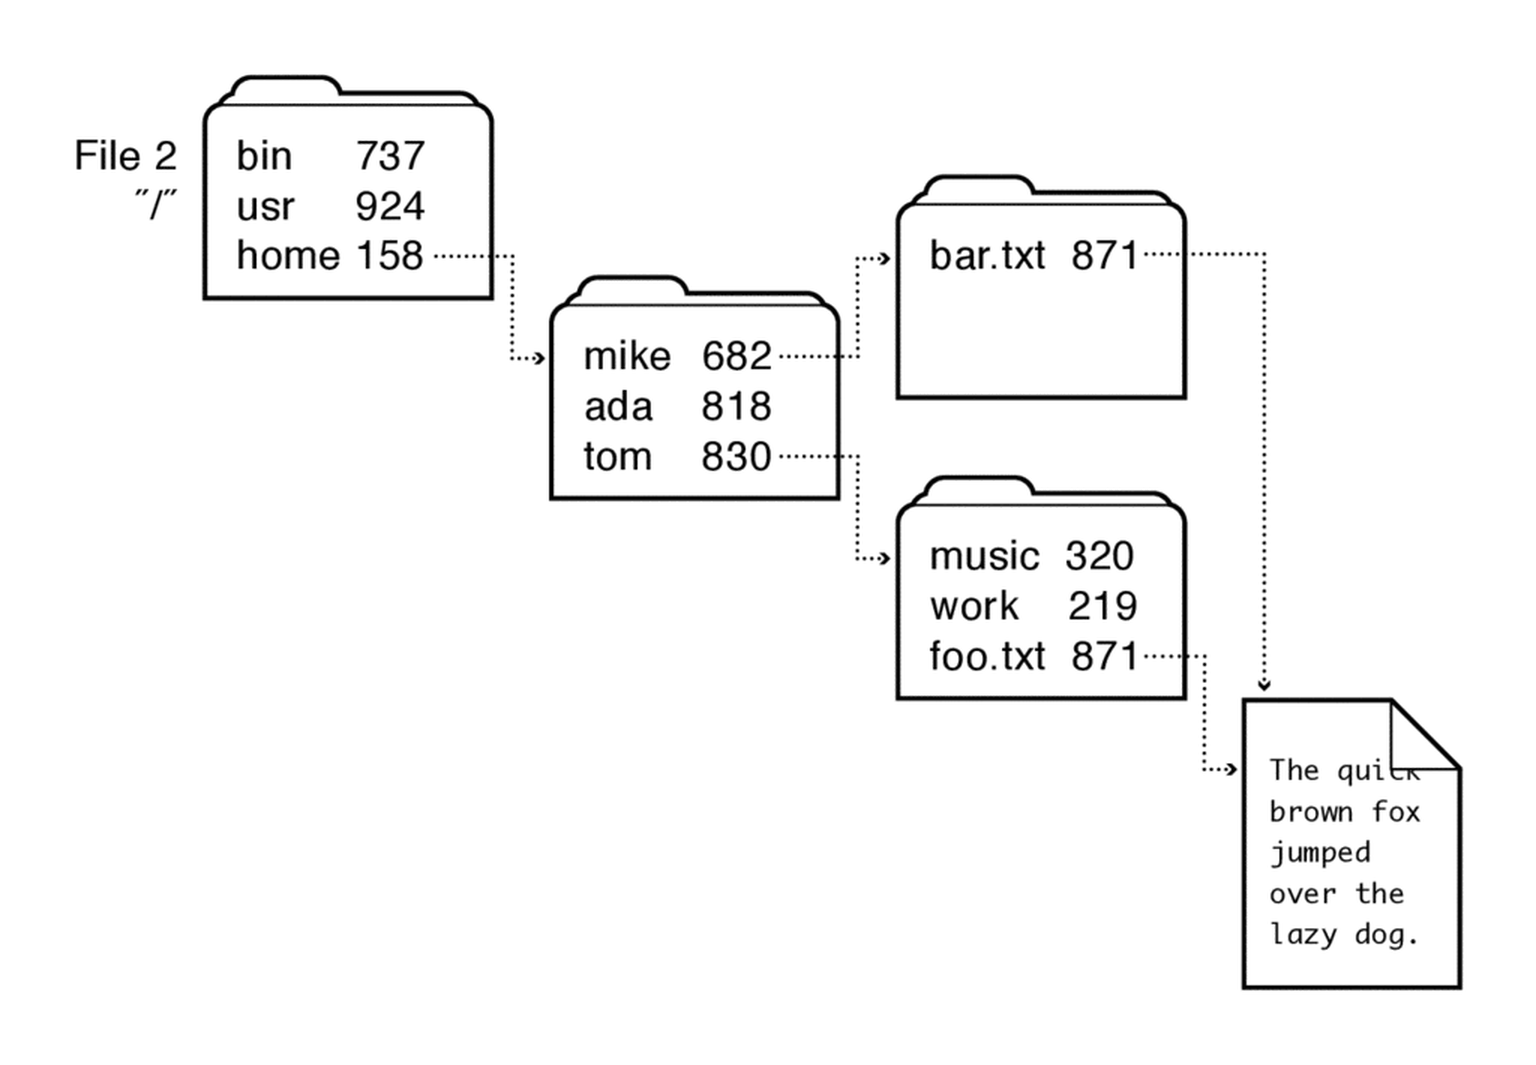 File 2
"/"
bin 737
usr 924
home 158
mike 682
ada 818
tom 830
bar.txt 871
music 320
work 219
foo.txt 871
The quick
brown fox
jumped
over the
lazy dog.